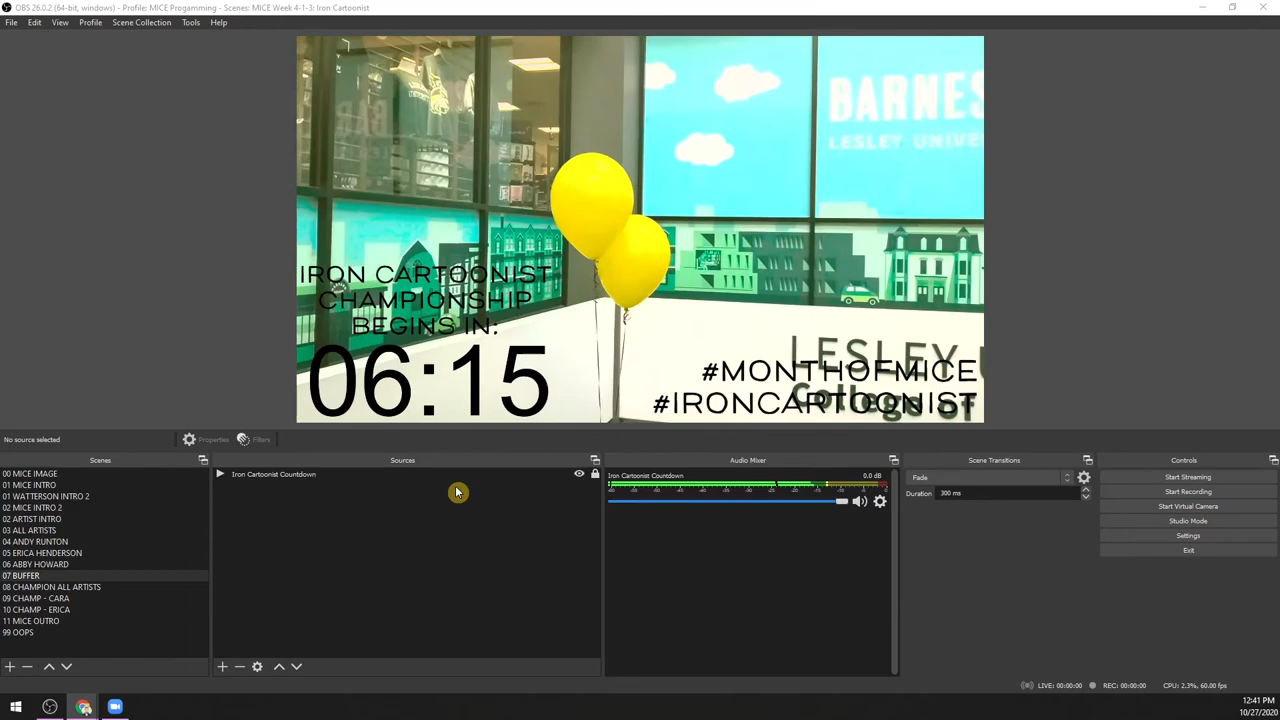 OBS 26.0.2 (64-bit, windows) - Profile: MICE Progamming - Scenes: MICE Week 4-1-3: Iron Cartoonist
File Edit View Profile Scene Collection Tools Help
BARNES
LESLEY UNIVE
IRON CARTOONIST
CHAMPIONSHIP
BEGINS IN:
06:15
LESLEY U
#MONTHOFMICE
College of
#IRONCARTOONIST
No source selected
Properties
Filters
Scenes
00 MICE IMAGE
01 MICE INTRO
01 WATTERSON INTRO 2
02 MICE INTRO 2
02 ARTIST INTRO
03 ALL ARTISTS
04 ANDY RUNTON
05 ERICA HENDERSON
06 ABBY HOWARD
07 BUFFER
08 CHAMPION ALL ARTISTS
09 CHAMP - CARA
10 CHAMP - ERICA
11 MICE OUTRO
99 OOPS
Sources
Iron Cartoonist Countdown
Audio Mixer
Iron Cartoonist Countdown 0.0 dB
Scene Transitions
Fade
Duration 300 ms
Controls
Start Streaming
Start Recording
Start Virtual Camera
Studio Mode
Settings
Exit
LIVE: 00:00:00 REC: 00:00:00 CPU: 2.3%, 60.00 fps
12:41 PM
10/27/2020